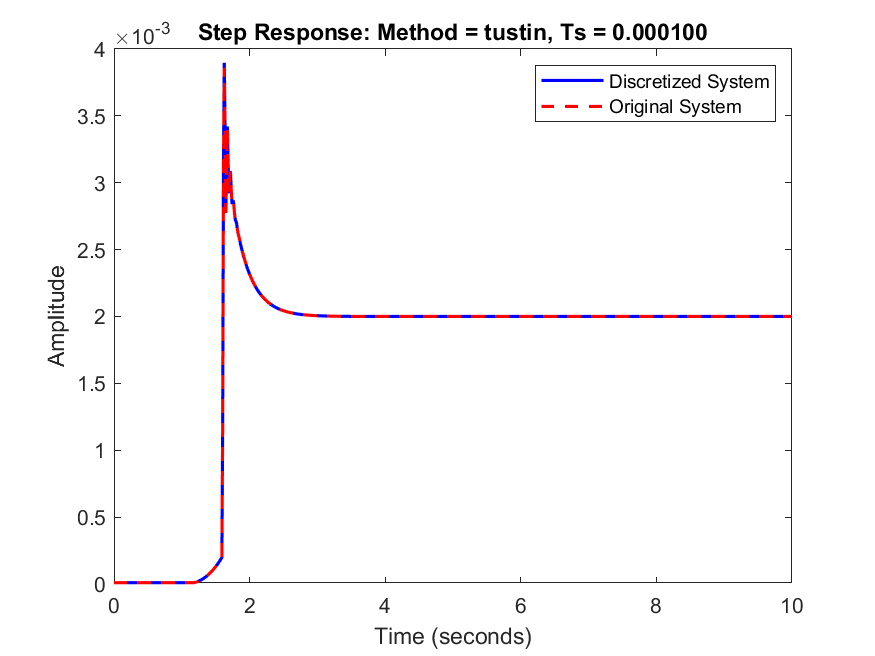 Step Response: Method = tustin, Ts = 0.000100
×10-3
4
3.5
3
2.5
2
1.5
1
0.5
0
Amplitude
Discretized System
Original System
0 2 4 6 8 10
Time (seconds)